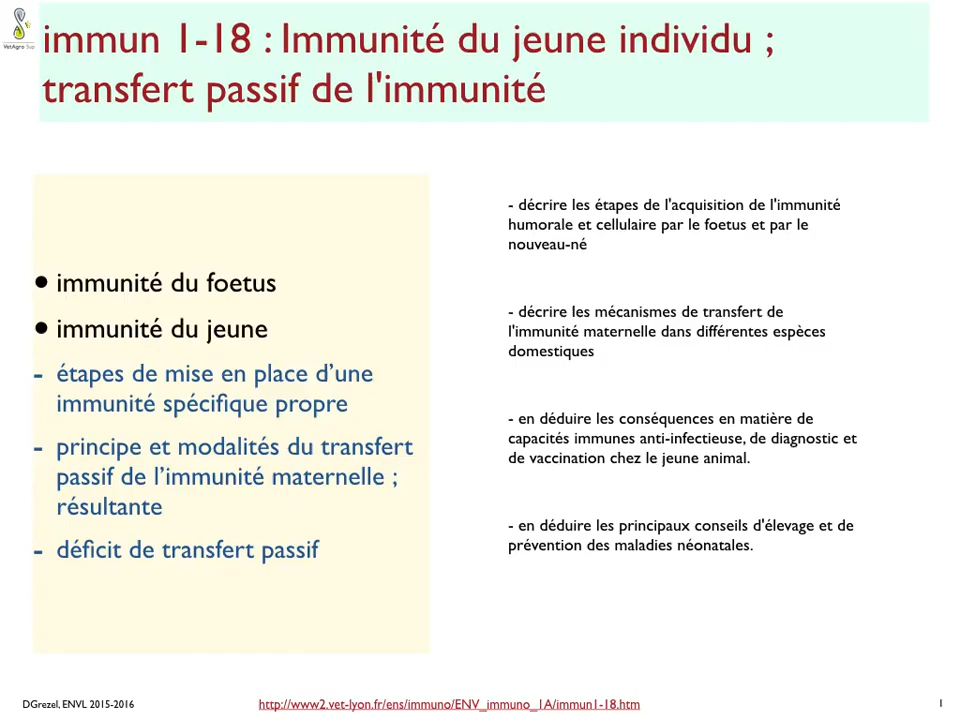 VetAgro Sup
immun 1-18 : Immunité du jeune individu ;
transfert passif de l'immunité
• immunité du foetus
• immunité du jeune
- étapes de mise en place d’une
immunité spécifique propre
- principe et modalités du transfert
passif de l’immunité maternelle ;
résultante
- déficit de transfert passif
- décrire les étapes de l'acquisition de l'immunité
humorale et cellulaire par le foetus et par le
nouveau-né
- décrire les mécanismes de transfert de
l'immunité maternelle dans différentes espèces
domestiques
- en déduire les conséquences en matière de
capacités immunes anti-infectieuse, de diagnostic et
de vaccination chez le jeune animal.
- en déduire les principaux conseils d'élevage et de
prévention des maladies néonatales.
DGrezel, ENVL 2015-2016
http://www2.vet-lyon.fr/ens/immuno/ENV_immuno_1A/immun1-18.htm
1